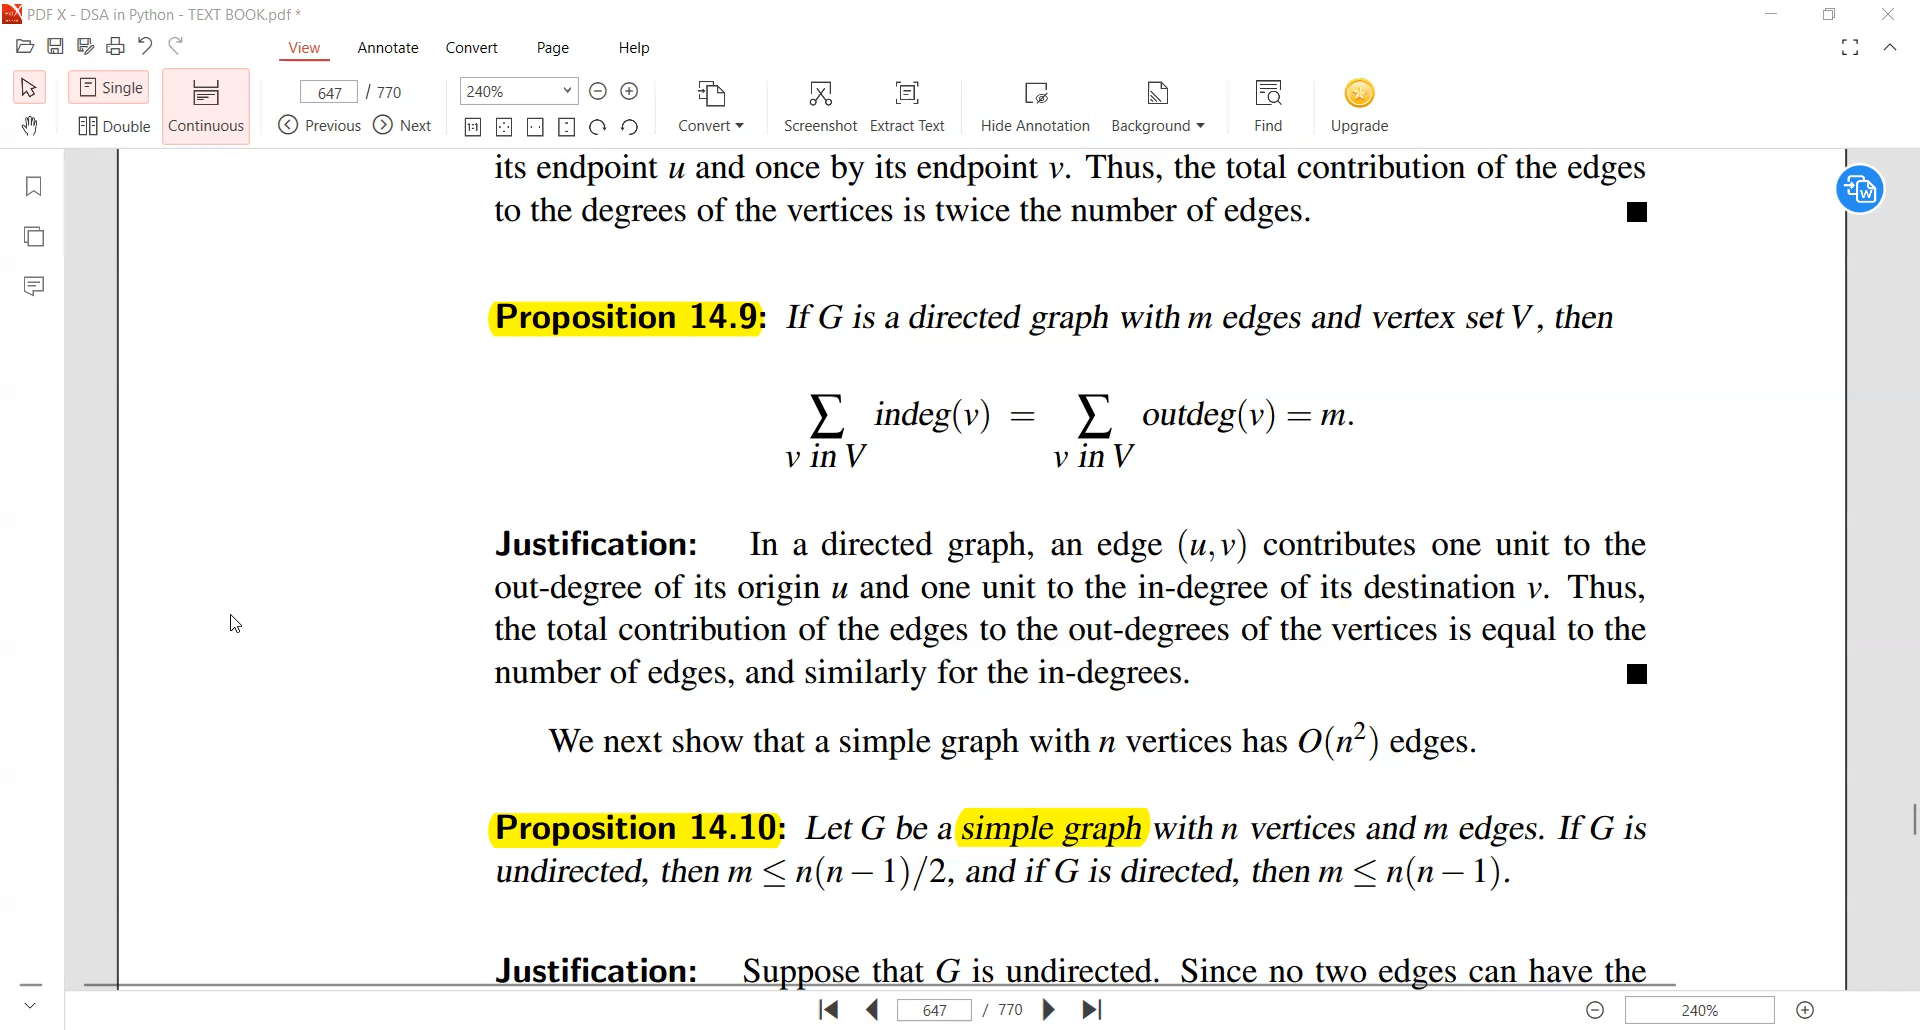 PDF X - DSA in Python - TEXT BOOK.pdf *
View Annotate Convert Page Help
Single
Double
Continuous
647 / 770
Previous Next
240%
Convert
Screenshot
Extract Text
Hide Annotation
Background
Find
Upgrade
its endpoint u and once by its endpoint v. Thus, the total contribution of the edges
to the degrees of the vertices is twice the number of edges. ■
Proposition 14.9: If G is a directed graph with m edges and vertex set V, then
∑ indeg(v) = ∑ outdeg(v) = m.
v in V v in V
Justification: In a directed graph, an edge (u,v) contributes one unit to the
out-degree of its origin u and one unit to the in-degree of its destination v. Thus,
the total contribution of the edges to the out-degrees of the vertices is equal to the
number of edges, and similarly for the in-degrees. ■
We next show that a simple graph with n vertices has O(n²) edges.
Proposition 14.10: Let G be a simple graph with n vertices and m edges. If G is
undirected, then m ≤ n(n − 1)/2, and if G is directed, then m ≤ n(n − 1).
Justification: Suppose that G is undirected. Since no two edges can have the
647 / 770
240%